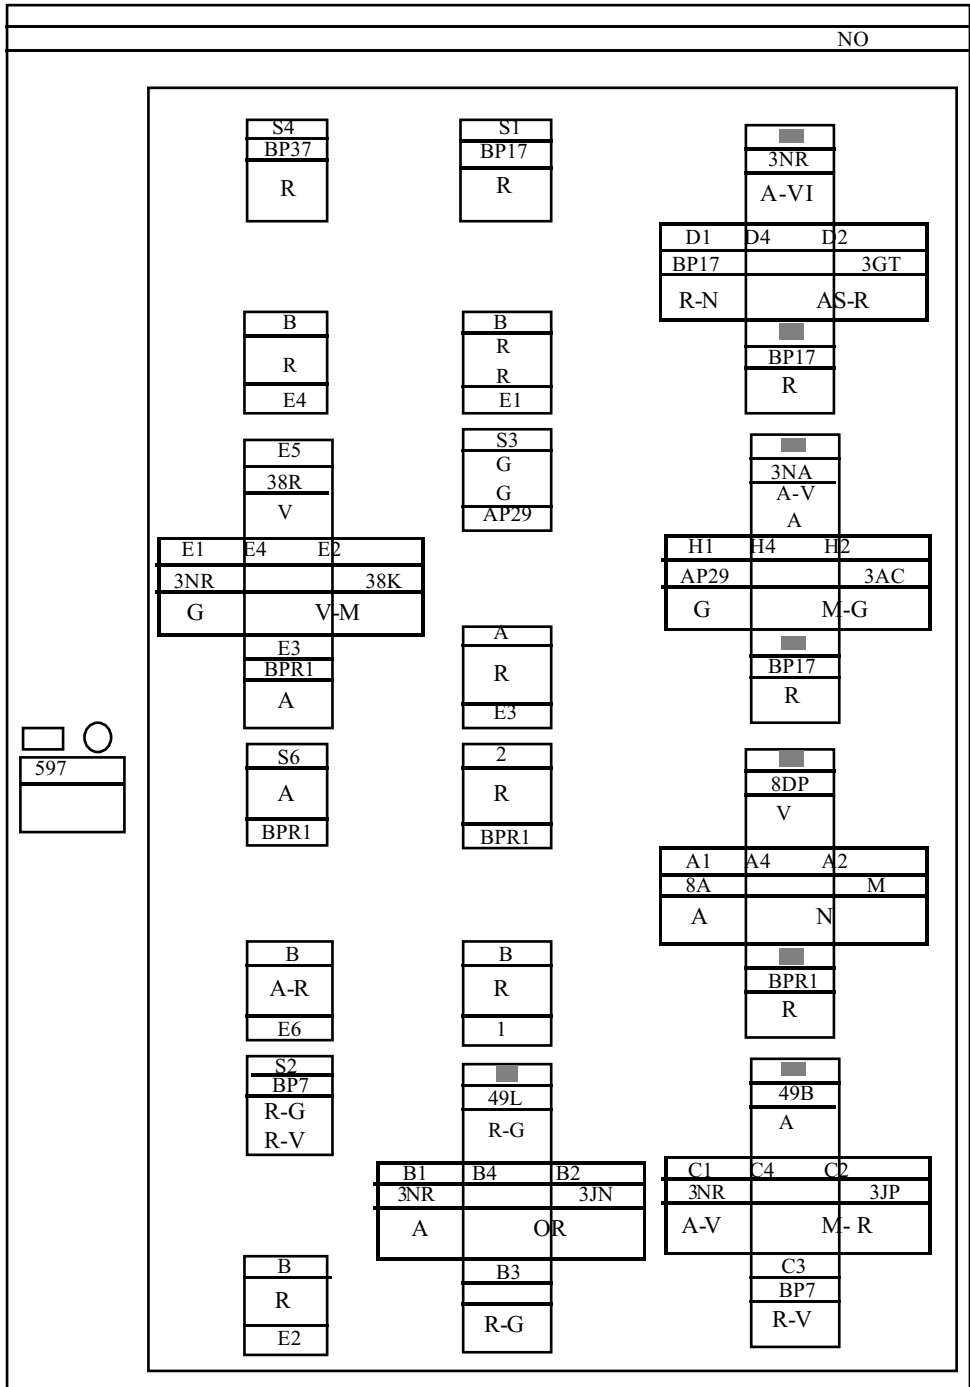 NO
S4
BP37
R
B
R
E4
E5
38R
V
E1 E4 E2
3NR 38K
G V-M
E3
BPR1
A
S6
A
BPR1
B
A-R
E6
S2
BP7
R-G
R-V
B
R
E2
597
S1
BP17
R
B
R
R
E1
S3
G
G
AP29
A
R
E3
2
R
BPR1
B
R
1
49L
R-G
B1 B4 B2
3NR 3JN
A OR
B3
R-G
3NR
A-VI
D1 D4 D2
BP17 3GT
R-N AS-R
BP17
R
3NA
A-V
A
H1 H4 H2
AP29 3AC
G M-G
BP17
R
8DP
V
A1 A4 A2
8A M
A N
BPR1
R
49B
A
C1 C4 C2
3NR 3JP
A-V M- R
C3
BP7
R-V